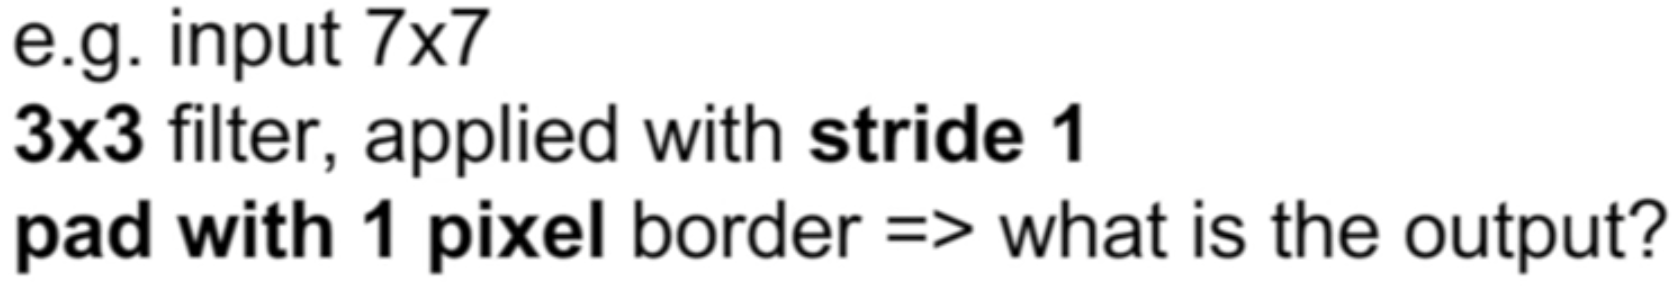 e.g. input 7x7
3x3 filter, applied with stride 1
pad with 1 pixel border => what is the output?